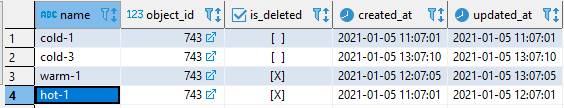 ABC name 123 object_id is_deleted created_at updated_at
1 cold-1 743 [ ] 2021-01-05 11:07:01 2021-01-05 11:07:01
2 cold-3 743 [ ] 2021-01-05 13:07:10 2021-01-05 13:07:10
3 warm-1 743 [X] 2021-01-05 12:07:05 2021-01-05 13:07:05
4 hot-1 743 [X] 2021-01-05 11:07:01 2021-01-05 12:07:01